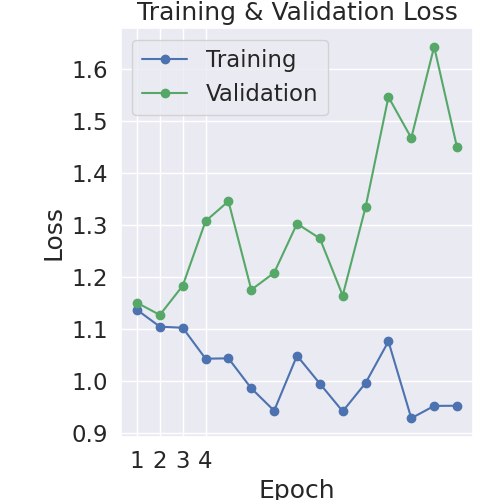 Training & Validation Loss
Training
Validation
1.6
1.5
1.4
1.3
1.2
1.1
1.0
0.9
Loss
1 2 3 4
Epoch